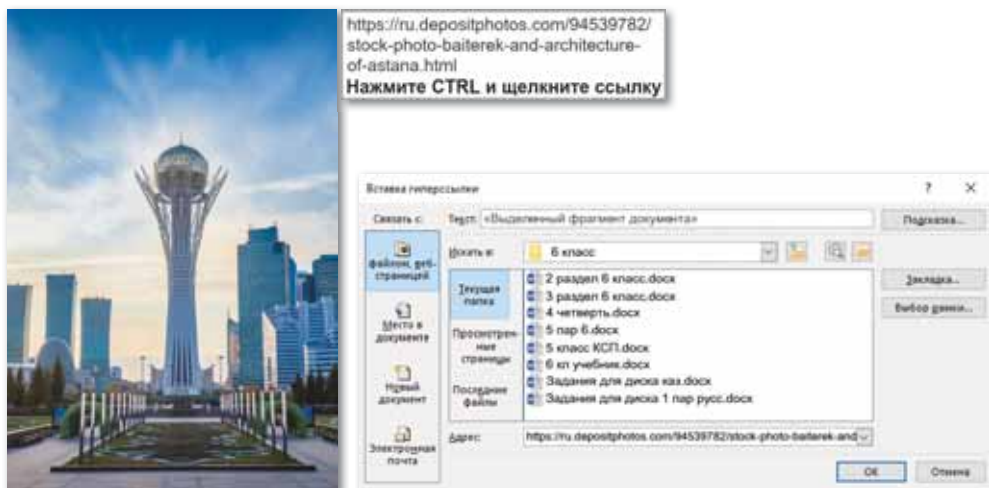 https://ru.depositphotos.com/94539782/
stock-photo-baiterek-and-architecture-
of-astana.html
Нажмите CTRL и щелкните ссылку
Вставка гиперссылки
? ×
Связать с: Текст: «Выделенный фрагмент документа» Подсказка...
файлом, веб-
страницей
Искать в: 6 класс
Текущая
папка
2 раздел 6 класс.docx
3 раздел 6 класс.docx
4 четверть.docx
5 пар 6.docx
5 класс КСП.docx
6 кл учебник.docx
Задания для диска каз.docx
Задания для диска 1 пар русс.docx
Закладка...
Выбор рамки...
Место в
документе
Просмотрен-
ные
страницы
Новый
документ
Последние
файлы
Электронная
почта
Адрес: https://ru.depositphotos.com/94539782/stock-photo-baiterek-and
OK Отмена